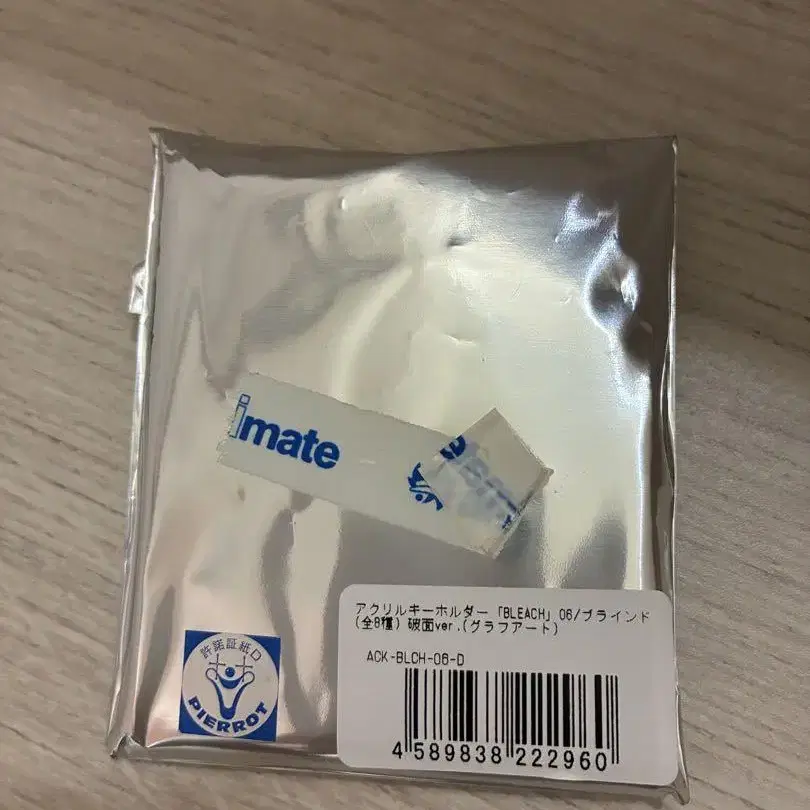 imate
アクリルキーホルダー「BLEACH」06/ブラインド
(全8種) 破面ver.(グラフアート)
ACK-BLCH-06-D
4 589838 222960
許諾証紙D
PIERROT